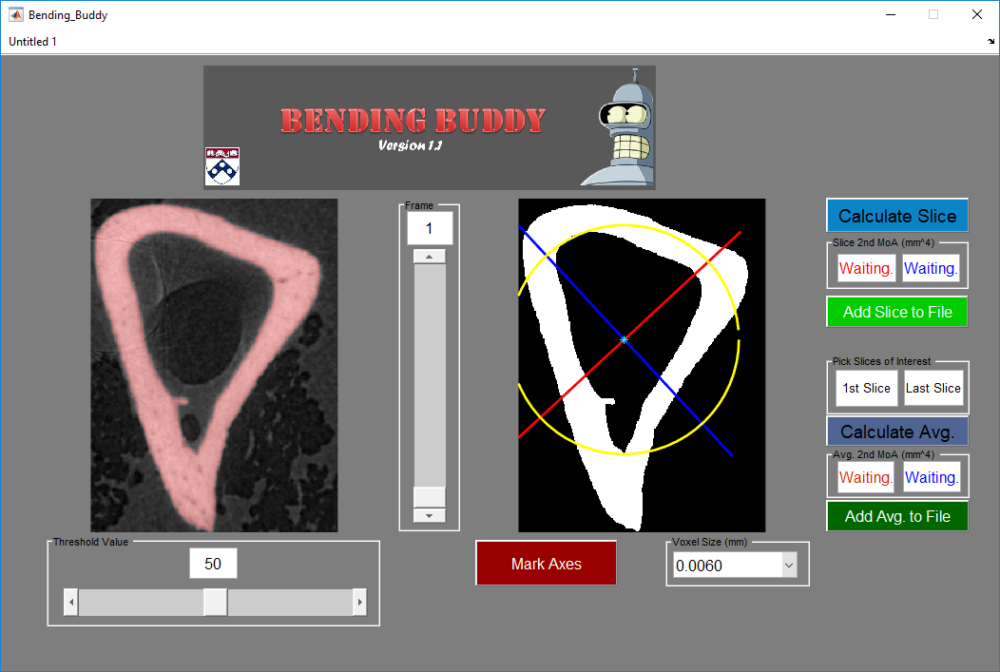 Bending_Buddy
Untitled 1
BENDING BUDDY
Version 1.1
Frame
1
Calculate Slice
Slice 2nd MoA (mm^4)
Waiting. Waiting.
Add Slice to File
Pick Slices of Interest
1st Slice Last Slice
Calculate Avg.
Avg. 2nd MoA (mm^4)
Waiting. Waiting.
Add Avg. to File
Threshold Value
50
Mark Axes
Voxel Size (mm)
0.0060